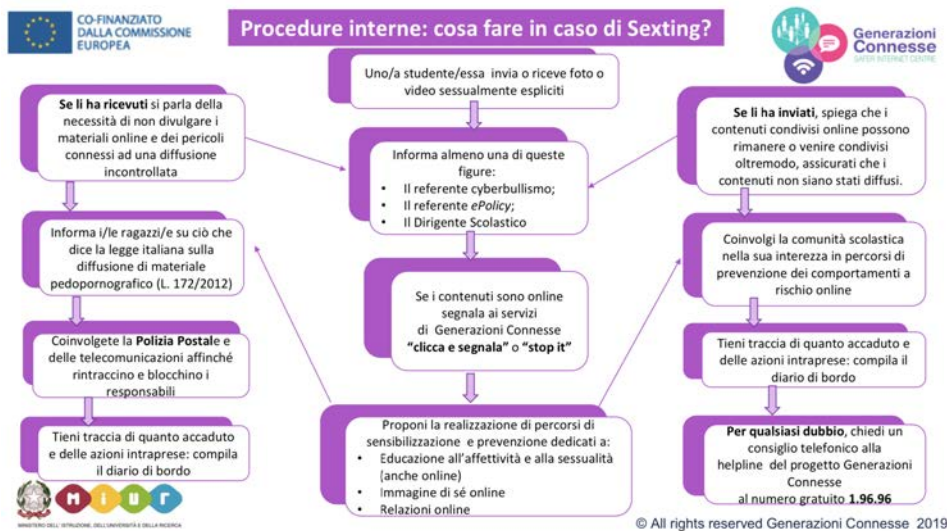 CO-FINANZIATO
DALLA COMMISSIONE
EUROPEA
Procedure interne: cosa fare in caso di Sexting?
Generazioni
Connesse
SAFER INTERNET CENTRE
Uno/a studente/essa invia o riceve foto o
video sessualmente espliciti
Se li ha ricevuti si parla della
necessità di non divulgare i
materiali online e dei pericoli
connessi ad una diffusione
incontrollata
Informa i/le ragazzi/e su ciò che
dice la legge italiana sulla
diffusione di materiale
pedopornografico (L. 172/2012)
Coinvolgete la Polizia Postale e
delle telecomunicazioni affinché
rintraccino e blocchino i
responsabili
Tieni traccia di quanto accaduto
e delle azioni intraprese: compila
il diario di bordo
Informa almeno una di queste
figure:
• Il referente cyberbullismo;
• Il referente ePolicy;
• Il Dirigente Scolastico
Se i contenuti sono online
segnala ai servizi
di Generazioni Connesse
“clicca e segnala” o “stop it”
Proponi la realizzazione di percorsi di
sensibilizzazione e prevenzione dedicati a:
• Educazione all’affettività e alla sessualità
(anche online)
• Immagine di sé online
• Relazioni online
Se li ha inviati, spiega che i
contenuti condivisi online possono
rimanere o venire condivisi
oltremodo, assicurati che i
contenuti non siano stati diffusi.
Coinvolgi la comunità scolastica
nella sua interezza in percorsi di
prevenzione dei comportamenti a
rischio online
Tieni traccia di quanto accaduto e
delle azioni intraprese: compila il
diario di bordo
Per qualsiasi dubbio, chiedi un
consiglio telefonico alla
helpline del progetto Generazioni
Connesse
al numero gratuito 1.96.96
MIUR
MINISTERO DELL’ISTRUZIONE, DELL’UNIVERSITÀ E DELLA RICERCA
© All rights reserved Generazioni Connesse 2019